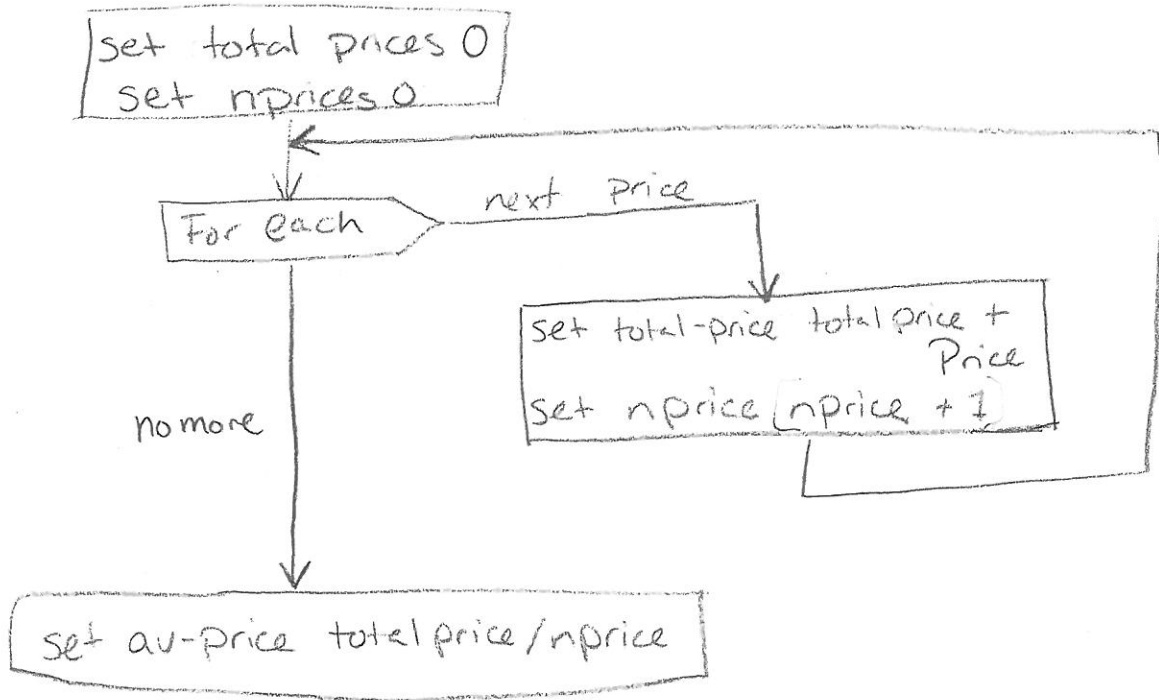 set total prices 0
set nprices 0
For each
next price
set total-price total price +
Price
set nprice [nprice + 1]
no more
set av-price total price/nprice